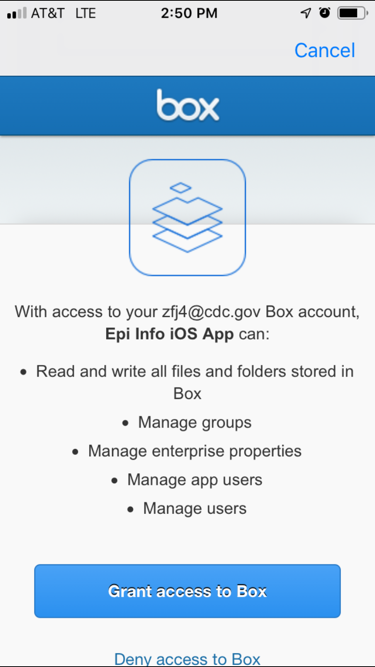 AT&T LTE 2:50 PM
Cancel
box
With access to your zfj4@cdc.gov Box account,
Epi Info iOS App can:
• Read and write all files and folders stored in
Box
• Manage groups
• Manage enterprise properties
• Manage app users
• Manage users
Grant access to Box
Deny access to Box